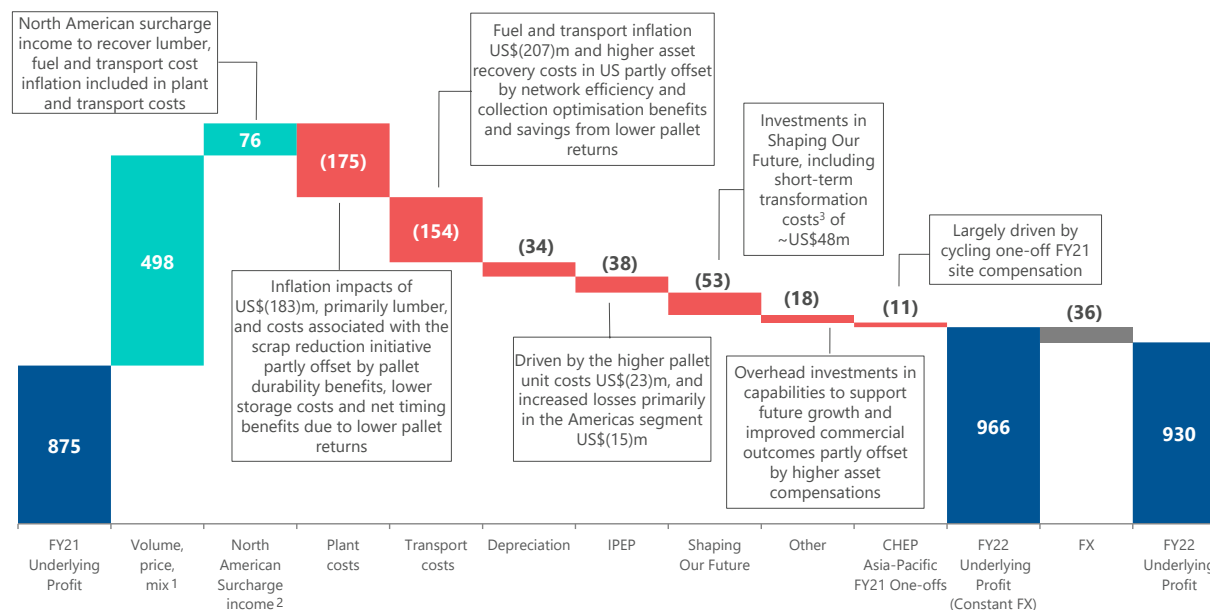 North American surcharge
income to recover lumber,
fuel and transport cost
inflation included in plant
and transport costs
Fuel and transport inflation
US$(207)m and higher asset
recovery costs in US partly offset
by network efficiency and
collection optimisation benefits
and savings from lower pallet
returns
Investments in
Shaping Our
Future, including
short-term
transformation
costs³ of
~US$48m
Largely driven by
cycling one-off FY21
site compensation
Inflation impacts of
US$(183)m, primarily lumber,
and costs associated with the
scrap reduction initiative
partly offset by pallet
durability benefits, lower
storage costs and net timing
benefits due to lower pallet
returns
Driven by the higher pallet
unit costs US$(23)m, and
increased losses primarily
in the Americas segment
US$(15)m
Overhead investments in
capabilities to support
future growth and
improved commercial
outcomes partly offset
by higher asset
compensations
875
498
76
(175)
(154)
(34)
(38)
(53)
(18)
(11)
966
(36)
930
FY21
Underlying
Profit
Volume,
price,
mix¹
North
American
Surcharge
income²
Plant
costs
Transport
costs
Depreciation
IPEP
Shaping
Our Future
Other
CHEP
Asia-Pacific
FY21 One-offs
FY22
Underlying
Profit
(Constant FX)
FX
FY22
Underlying
Profit